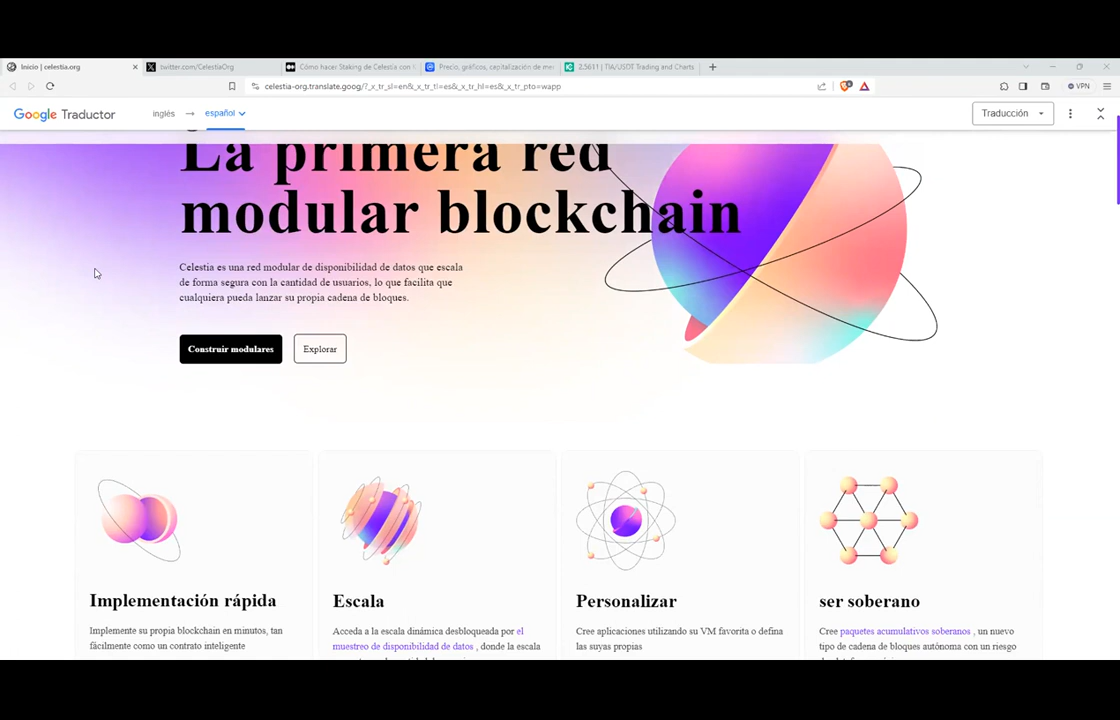 Inicio | celestia.org
twitter.com/CelestiaOrg
Cómo hacer Staking de Celestia con
Precio, gráficos, capitalización de me
2.5611 | TIA/USDT Trading and Charts
celestia-org.translate.goog/?_x_tr_sl=en&_x_tr_tl=es&_x_tr_hl=es&_x_tr_pto=wapp
VPN
Google Traductor
inglés
español
Traducción
La primera red
modular blockchain
Celestia es una red modular de disponibilidad de datos que escala
de forma segura con la cantidad de usuarios, lo que facilita que
cualquiera pueda lanzar su propia cadena de bloques.
Construir modulares
Explorar
Implementación rápida
Implemente su propia blockchain en minutos, tan
fácilmente como un contrato inteligente
Escala
Acceda a la escala dinámica desbloqueada por el
muestreo de disponibilidad de datos , donde la escala
Personalizar
Cree aplicaciones utilizando su VM favorita o defina
las suyas propias
ser soberano
Cree paquetes acumulativos soberanos , un nuevo
tipo de cadena de bloques autónoma con un riesgo